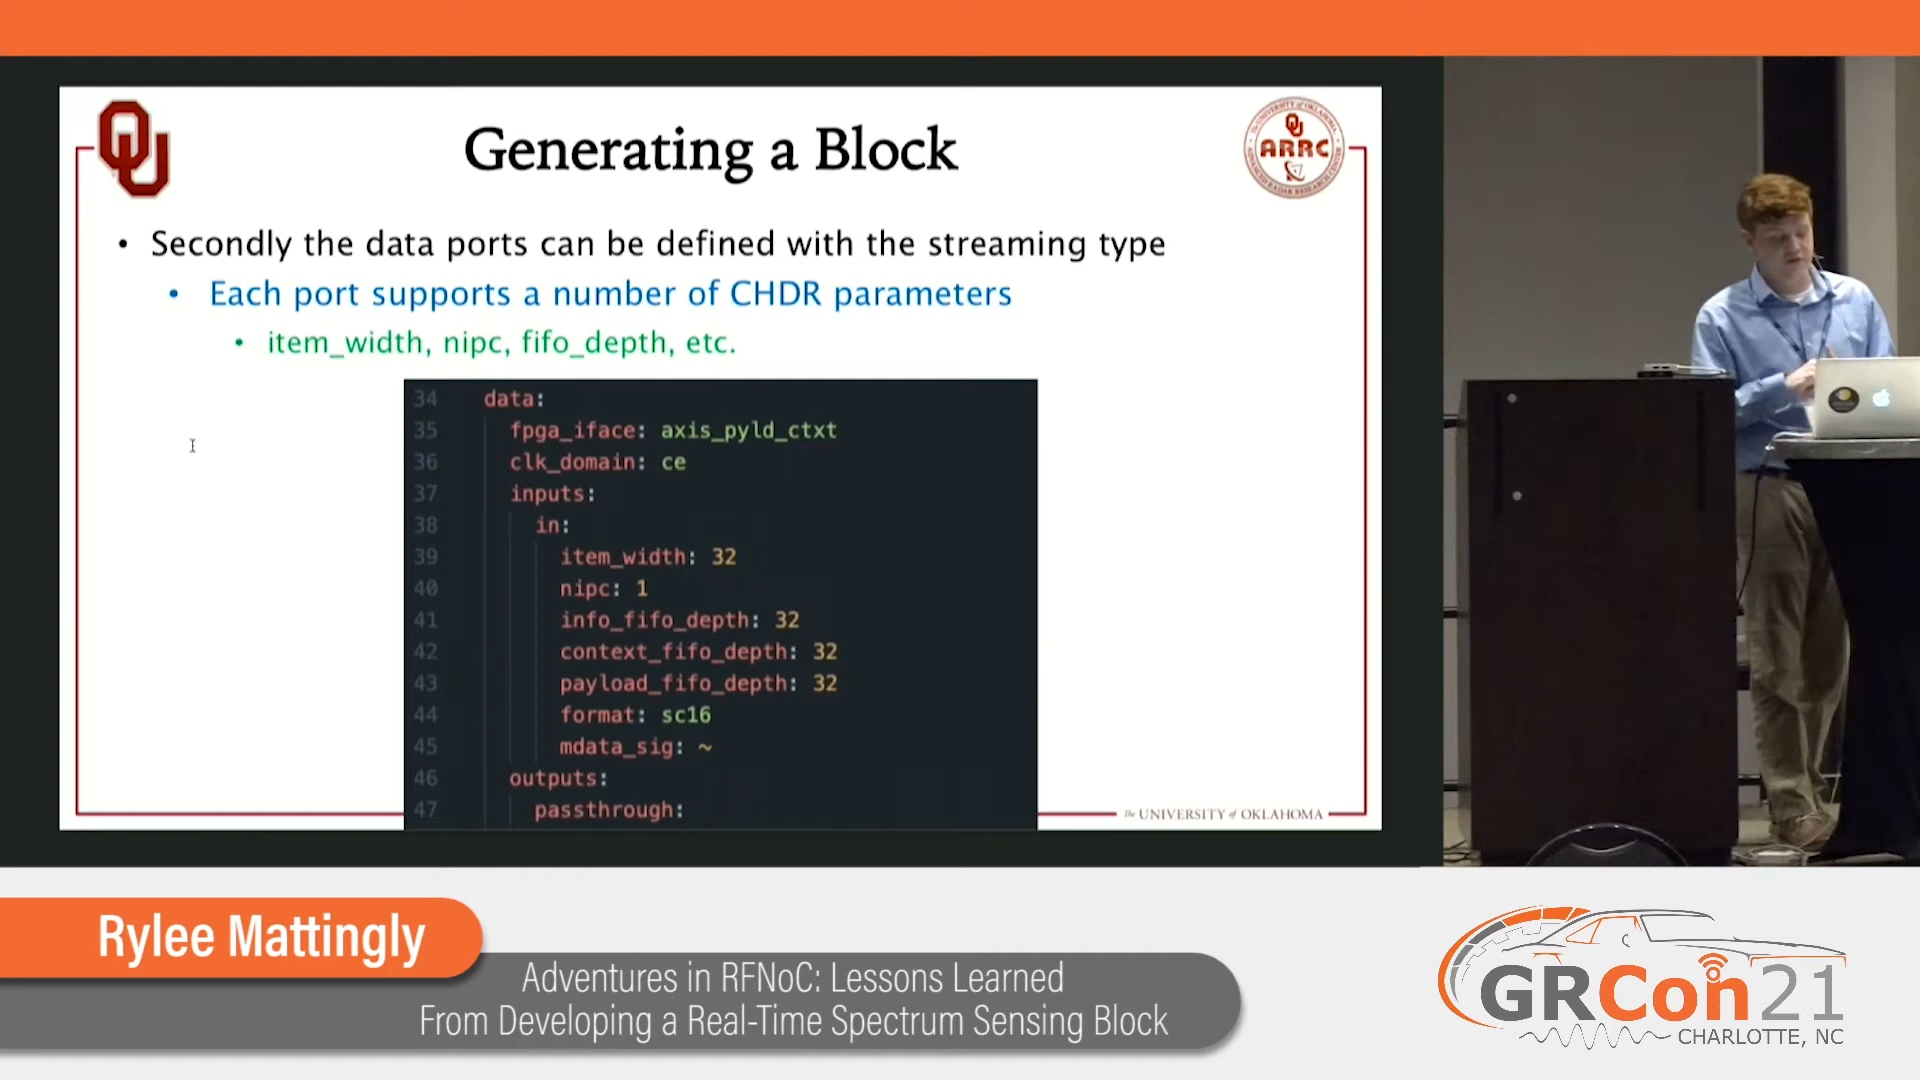 Generating a Block
OU
ARRC
• Secondly the data ports can be defined with the streaming type
• Each port supports a number of CHDR parameters
• item_width, nipc, fifo_depth, etc.
34 data:
35 fpga_iface: axis_pyld_ctxt
36 clk_domain: ce
37 inputs:
38 in:
39 item_width: 32
40 nipc: 1
41 info_fifo_depth: 32
42 context_fifo_depth: 32
43 payload_fifo_depth: 32
44 format: sc16
45 mdata_sig: ~
46 outputs:
47 passthrough:
The UNIVERSITY of OKLAHOMA
Rylee Mattingly
Adventures in RFNoC: Lessons Learned
From Developing a Real-Time Spectrum Sensing Block
GRCon21
CHARLOTTE, NC